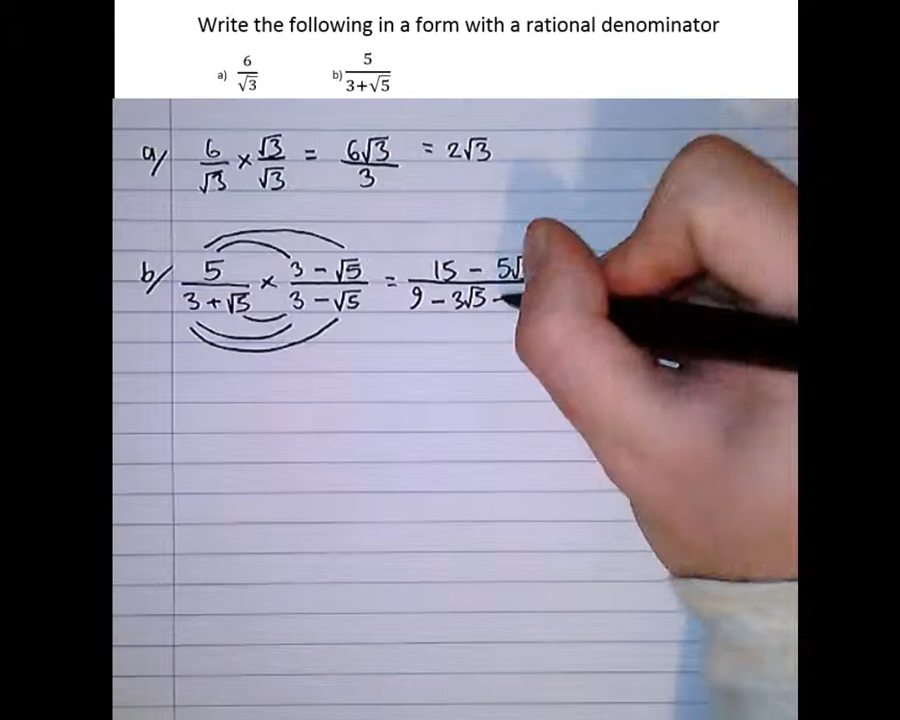 Write the following in a form with a rational denominator
a) 6/√3 b) 5/(3+√5)
a/ 6/√3 × √3/√3 = 6√3/3 = 2√3
b/ 5/(3 + √5) × (3 - √5)/(3 - √5) = (15 - 5√)/(9 - 3√5 -)